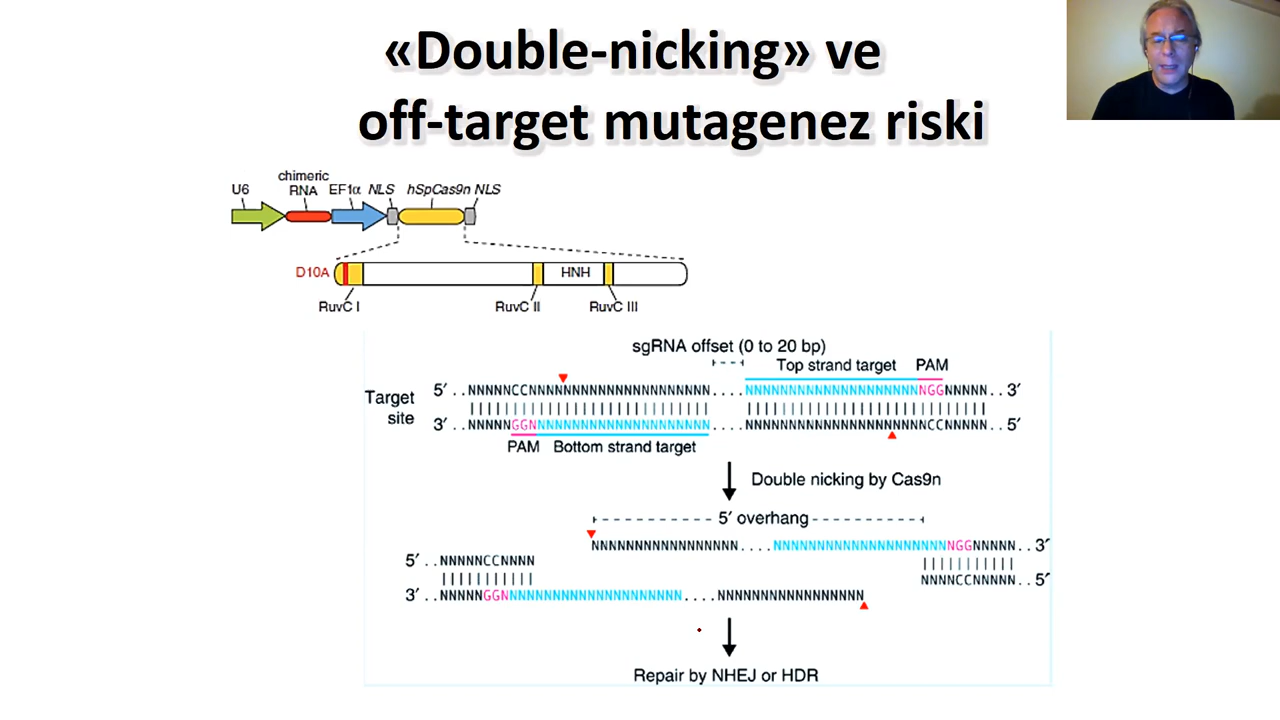 «Double-nicking» ve
off-target mutagenez riski
chimeric
U6 RNA EF1α NLS hSpCas9n NLS
D10A HNH
RuvC I RuvC II RuvC III
sgRNA offset (0 to 20 bp)
Top strand target PAM
5′ ..NNNNNCCNNNNNNNNNNNNNNNNNNNNNNNNNN....NNNNNNNNNNNNNNNNNNNNNGGNNNNN..3′
Target
site
3′ ..NNNNNGGNNNNNNNNNNNNNNNNNNNNN....NNNNNNNNNNNNNNNNNNNNNCCNNNNN..5′
PAM Bottom strand target
Double nicking by Cas9n
5′ overhang
NNNNNNNNNNNNNNNNN....NNNNNNNNNNNNNNNNNNNNNGGNNNNN..3′
5′ ..NNNNNCCNNNN
NNNNCCNNNNN..5′
3′ ..NNNNNGGNNNNNNNNNNNNNNNNNNNNN....NNNNNNNNNNNNNNNNN
Repair by NHEJ or HDR